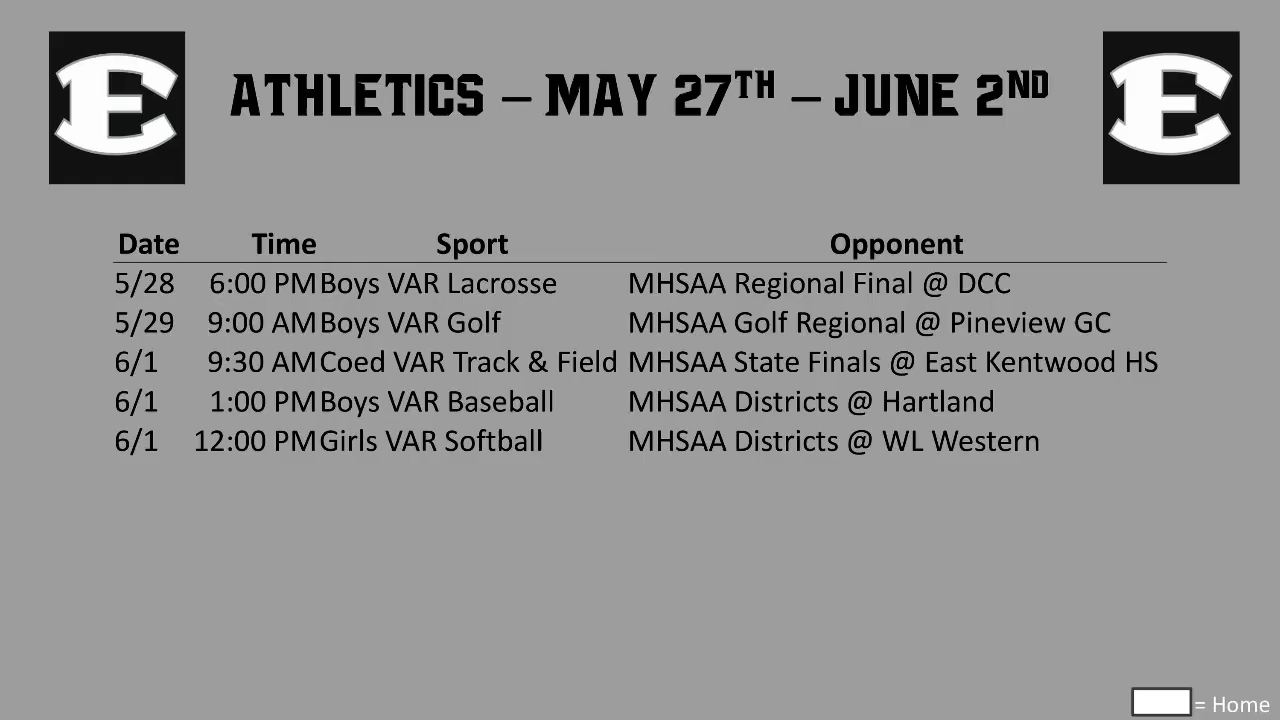 E ATHLETICS – MAY 27TH – JUNE 2ND E
Date Time Sport Opponent
5/28 6:00 PM Boys VAR Lacrosse MHSAA Regional Final @ DCC
5/29 9:00 AM Boys VAR Golf MHSAA Golf Regional @ Pineview GC
6/1 9:30 AM Coed VAR Track & Field MHSAA State Finals @ East Kentwood HS
6/1 1:00 PM Boys VAR Baseball MHSAA Districts @ Hartland
6/1 12:00 PM Girls VAR Softball MHSAA Districts @ WL Western
= Home